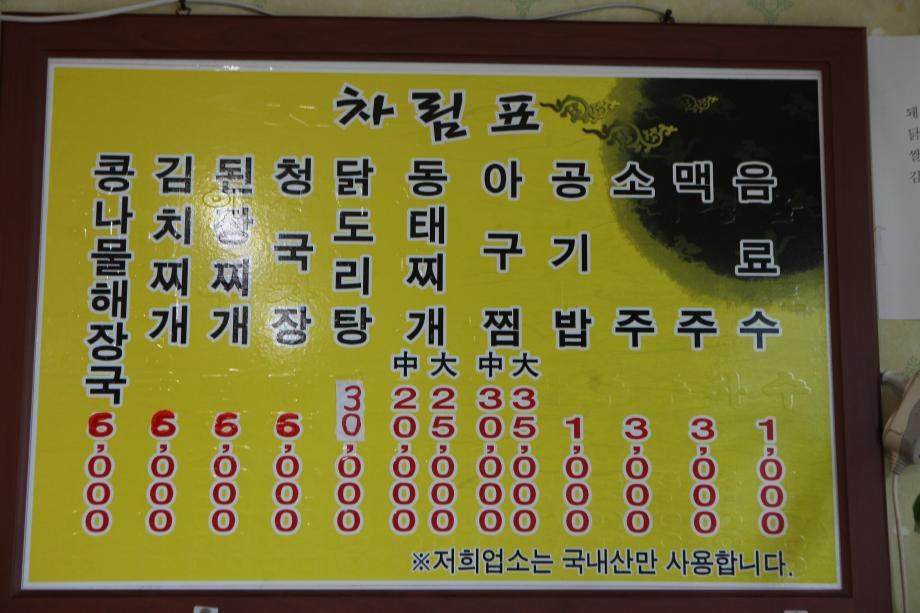 차림표
콩나물해장국 6,000
김치찌개 6,000
된장찌개 6,000
청국장 6,000
닭도리탕 30,000
동태찌개 中 20,000 大 25,000
아구찜 中 30,000 大 35,000
공기밥 1,000
소주 3,000
맥주 3,000
음료수 1,000
※저희업소는 국내산만 사용합니다.
돼
닭
쌀
김